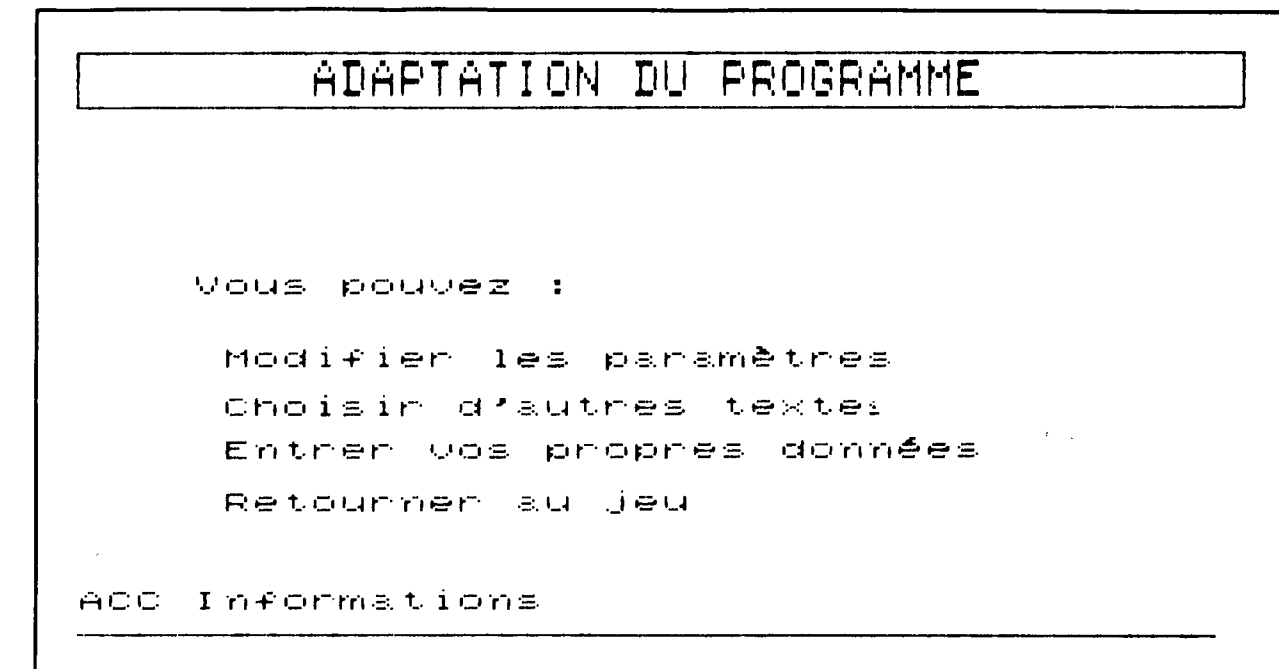 ADAPTATION DU PROGRAMME
Vous pouvez :
Modifier les paramètres
Choisir d'autres textes
Entrer vos propres données
Retourner au jeu
ACC Informations